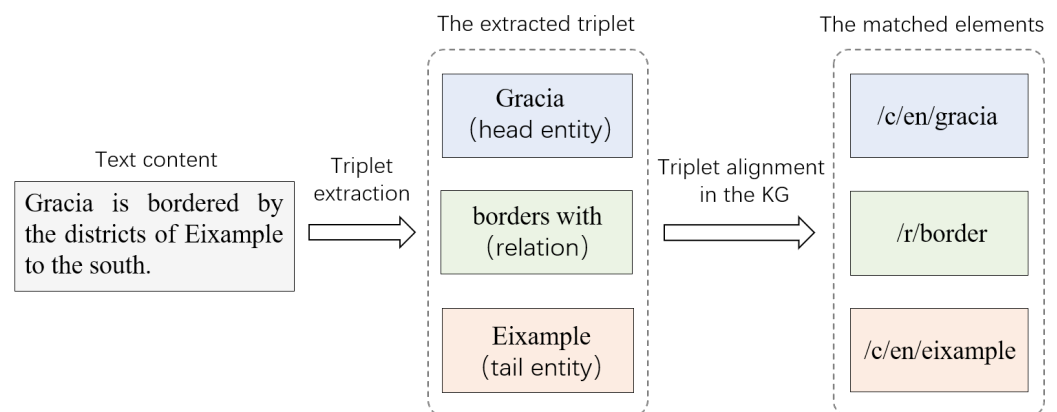 The extracted triplet
The matched elements
Text content
Gracia is bordered by
the districts of Eixample
to the south.
Triplet
extraction
Gracia
(head entity)
borders with
(relation)
Eixample
(tail entity)
Triplet alignment
in the KG
/c/en/gracia
/r/border
/c/en/eixample